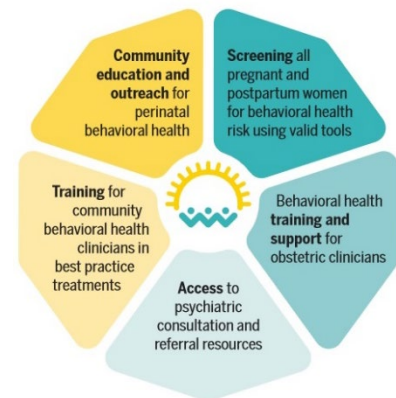 Community
education and
outreach for
perinatal
behavioral health
Screening all
pregnant and
postpartum women
for behavioral health
risk using valid tools
Training for
community
behavioral health
clinicians in
best practice
treatments
Behavioral health
training and
support for
obstetric clinicians
Access to
psychiatric
consultation and
referral resources